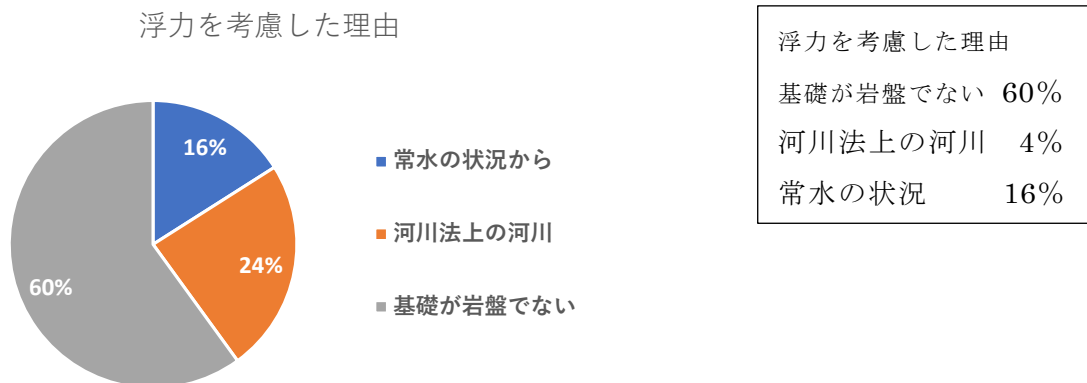 浮力を考慮した理由
16%
24%
60%
常水の状況から
河川法上の河川
基礎が岩盤でない
浮力を考慮した理由
基礎が岩盤でない 60%
河川法上の河川 4%
常水の状況 16%